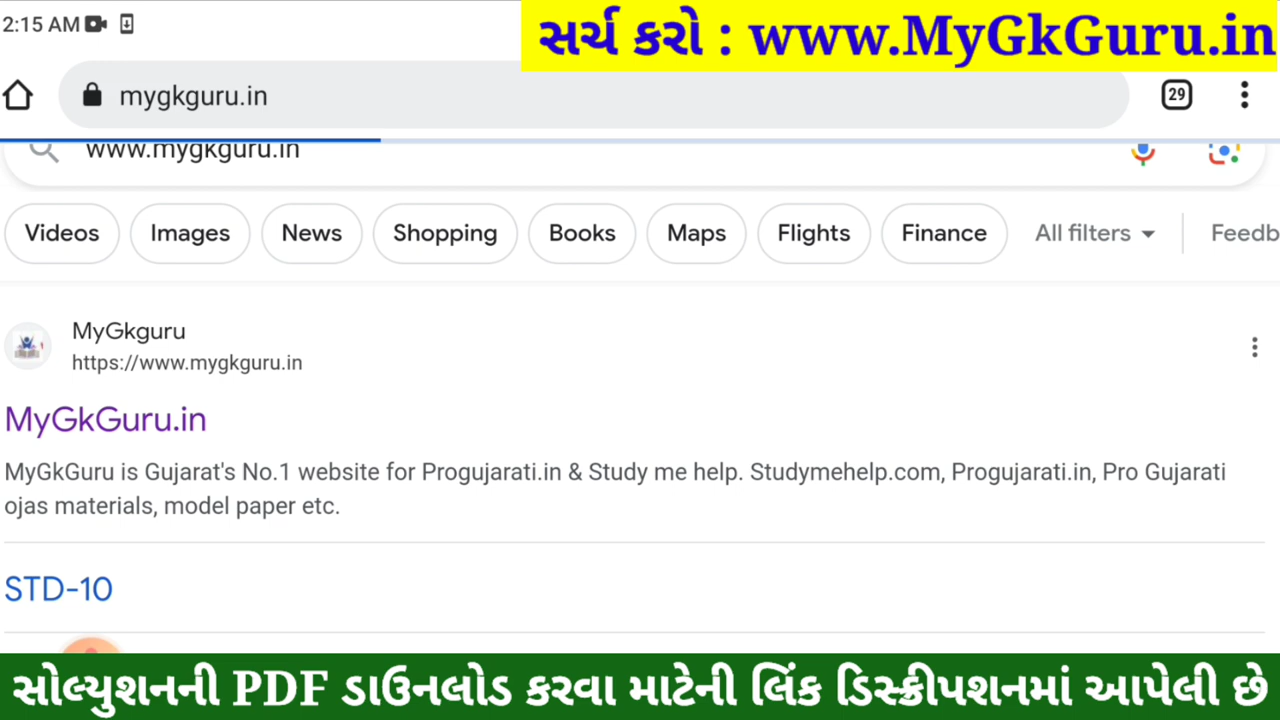 2:15 AM
સર્ચ કરો : www.MyGkGuru.in
mygkguru.in
29
www.mygkguru.in
Videos
Images
News
Shopping
Books
Maps
Flights
Finance
All filters
Feedb
MyGkguru
https://www.mygkguru.in
MyGkGuru.in
MyGkGuru is Gujarat's No.1 website for Progujarati.in & Study me help. Studymehelp.com, Progujarati.in, Pro Gujarati
ojas materials, model paper etc.
STD-10
સોલ્યુશનની PDF ડાઉનલોડ કરવા માટેની લિંક ડિસ્ક્રીપશનમાં આપેલી છે